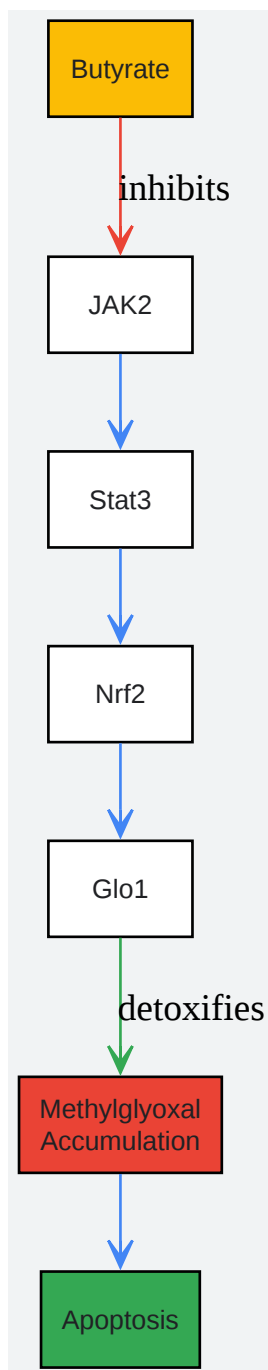 Butyrate
inhibits
JAK2
Stat3
Nrf2
Glo1
detoxifies
Methylglyoxal
Accumulation
Apoptosis